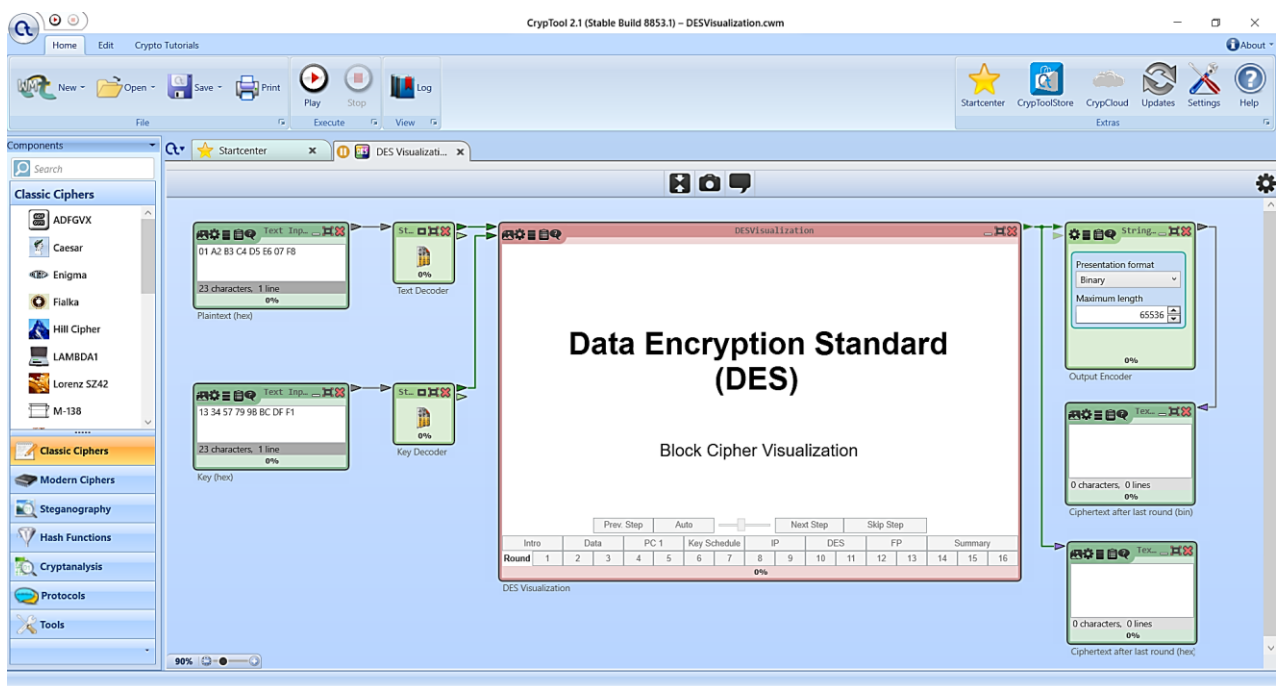 CrypTool 2.1 (Stable Build 8853.1) – DESVisualization.cwm
Home Edit Crypto Tutorials
About
New Open Save Print Play Stop Log
Startcenter CrypToolStore CrypCloud Updates Settings Help
File Execute View Extras
Components
Startcenter
DES Visualizati...
Search
Classic Ciphers
ADFGVX
Caesar
Enigma
Fialka
Hill Cipher
LAMBDA1
Lorenz SZ42
M-138
Classic Ciphers
Modern Ciphers
Steganography
Hash Functions
Cryptanalysis
Protocols
Tools
Text Inp...
01 A2 B3 C4 D5 E6 07 F8
23 characters, 1 line
0%
Plaintext (hex)
St...
0%
Text Decoder
Text Inp...
13 34 57 79 9B BC DF F1
23 characters, 1 line
0%
Key (hex)
St...
0%
Key Decoder
DESVisualization
Data Encryption Standard
(DES)
Block Cipher Visualization
Prev. Step Auto Next Step Skip Step
Intro Data PC 1 Key Schedule IP DES FP Summary
Round 1 2 3 4 5 6 7 8 9 10 11 12 13 14 15 16
0%
DES Visualization
String...
Presentation format
Binary
Maximum length
65536
0%
Output Encoder
Tex...
0 characters, 0 lines
0%
Ciphertext after last round (bin)
Tex...
0 characters, 0 lines
0%
Ciphertext after last round (hex)
90%